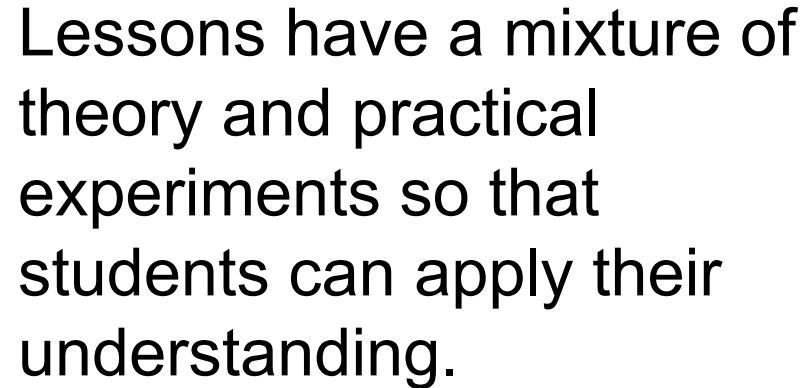 Lessons have a mixture of
theory and practical
experiments so that
students can apply their
understanding.